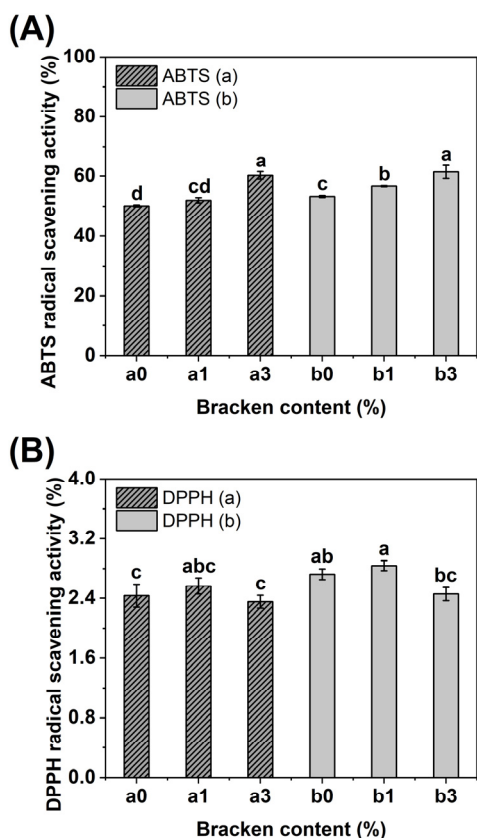 (A)
ABTS radical scavening activity (%)
100
80
60
40
20
0
ABTS (a)
ABTS (b)
d
cd
a
c
b
a
a0 a1 a3 b0 b1 b3
Bracken content (%)
(B)
DPPH radical scavening activity (%)
4.0
3.2
2.4
1.6
0.8
0.0
DPPH (a)
DPPH (b)
c
abc
c
ab
a
bc
a0 a1 a3 b0 b1 b3
Bracken content (%)